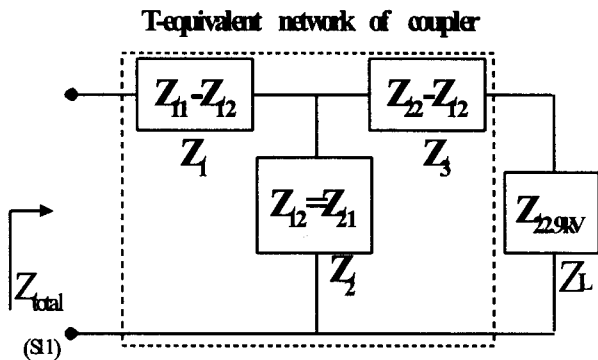 T-equivalent network of coupler
Z11-Z12
Z22-Z12
Z1
Z3
Z12=Z21
Z22.9kV
Z2
ZL
Ztotal
(S11)